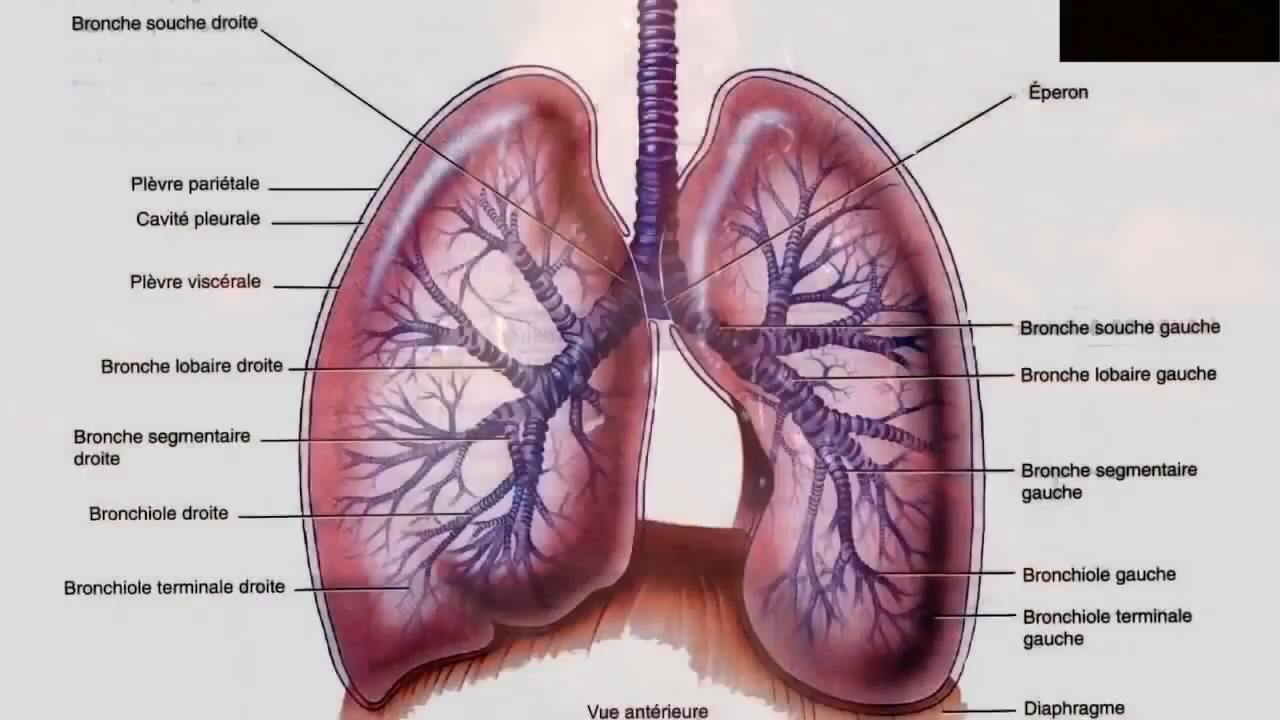 Bronche souche droite
Éperon
Plèvre pariétale
Cavité pleurale
Plèvre viscérale
Bronche souche gauche
Bronche lobaire droite
Bronche lobaire gauche
Bronche segmentaire
droite
Bronche segmentaire
gauche
Bronchiole droite
Bronchiole gauche
Bronchiole terminale droite
Bronchiole terminale
gauche
Vue antérieure
Diaphragme